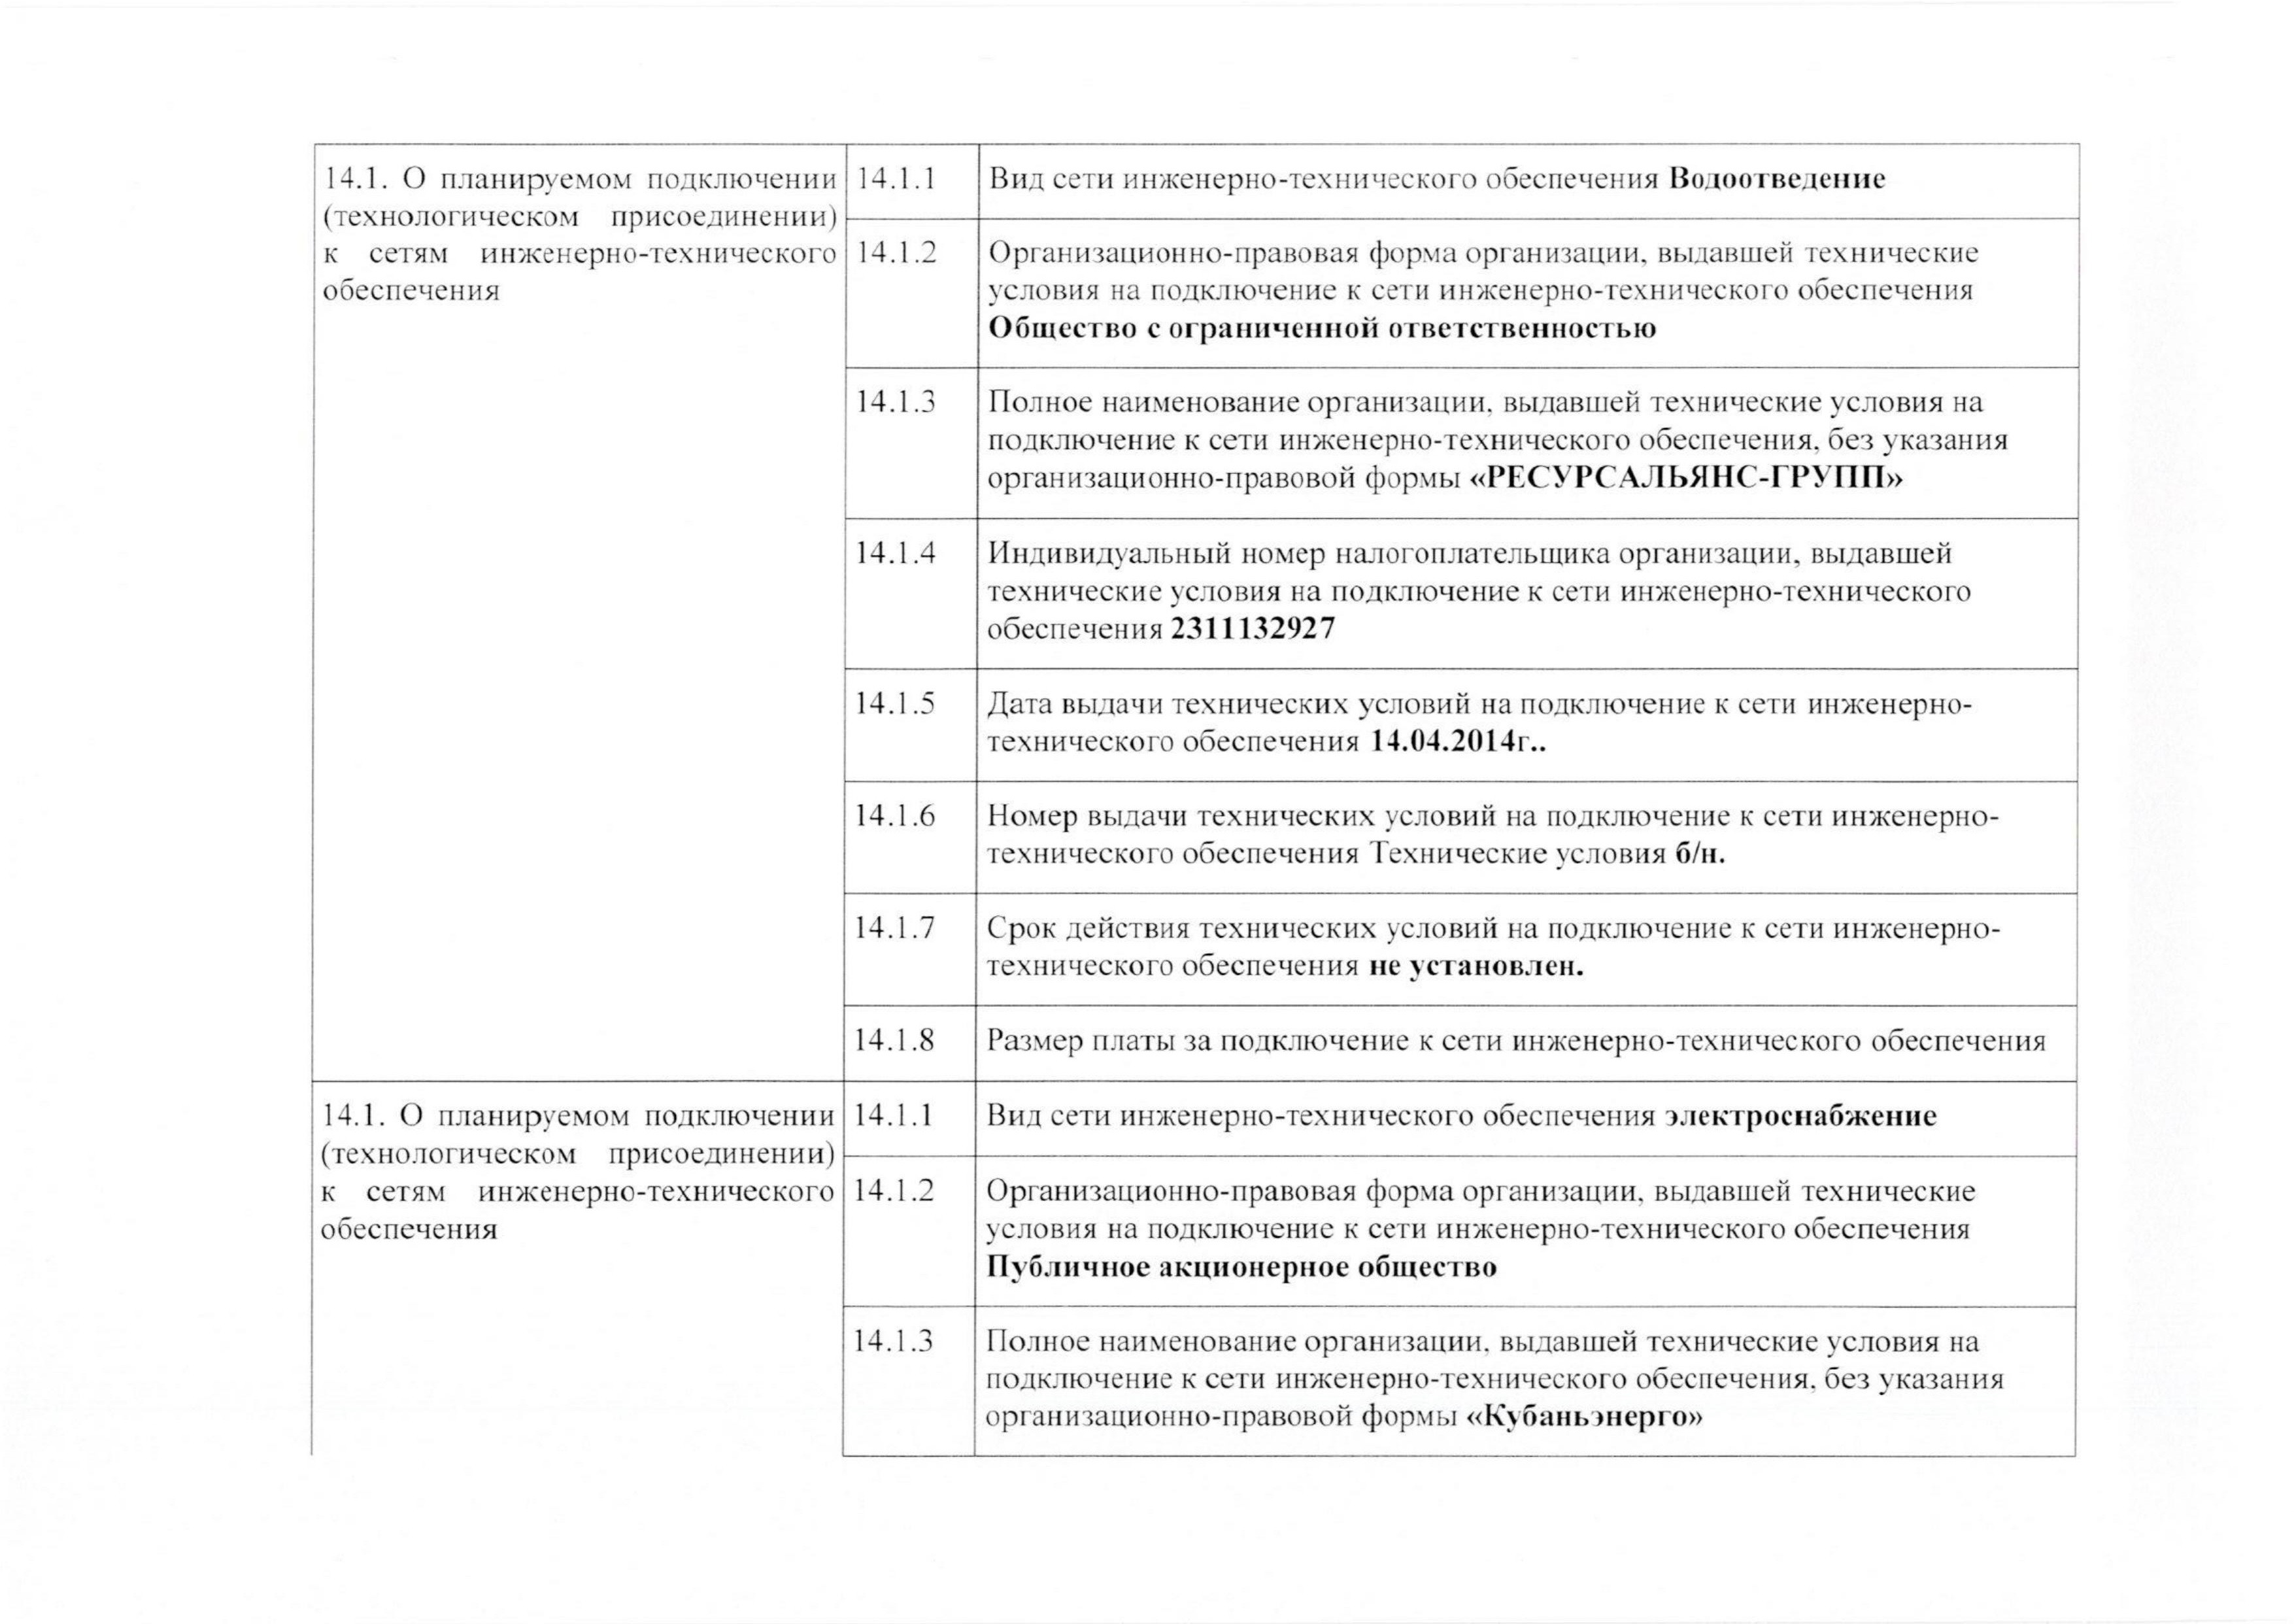 14.1. О планируемом подключении
(технологическом присоединении)
к сетям инженерно-технического
обеспечения
14.1.1
Вид сети инженерно-технического обеспечения Водоотведение
14.1.2
Организационно-правовая форма организации, выдавшей технические
условия на подключение к сети инженерно-технического обеспечения
Общество с ограниченной ответственностью
14.1.3
Полное наименование организации, выдавшей технические условия на
подключение к сети инженерно-технического обеспечения, без указания
организационно-правовой формы «РЕСУРСАЛЬЯНС-ГРУПП»
14.1.4
Индивидуальный номер налогоплательщика организации, выдавшей
технические условия на подключение к сети инженерно-технического
обеспечения 2311132927
14.1.5
Дата выдачи технических условий на подключение к сети инженерно-
технического обеспечения 14.04.2014г..
14.1.6
Номер выдачи технических условий на подключение к сети инженерно-
технического обеспечения Технические условия б/н.
14.1.7
Срок действия технических условий на подключение к сети инженерно-
технического обеспечения не установлен.
14.1.8
Размер платы за подключение к сети инженерно-технического обеспечения
14.1. О планируемом подключении
(технологическом присоединении)
к сетям инженерно-технического
обеспечения
14.1.1
Вид сети инженерно-технического обеспечения электроснабжение
14.1.2
Организационно-правовая форма организации, выдавшей технические
условия на подключение к сети инженерно-технического обеспечения
Публичное акционерное общество
14.1.3
Полное наименование организации, выдавшей технические условия на
подключение к сети инженерно-технического обеспечения, без указания
организационно-правовой формы «Кубаньэнерго»